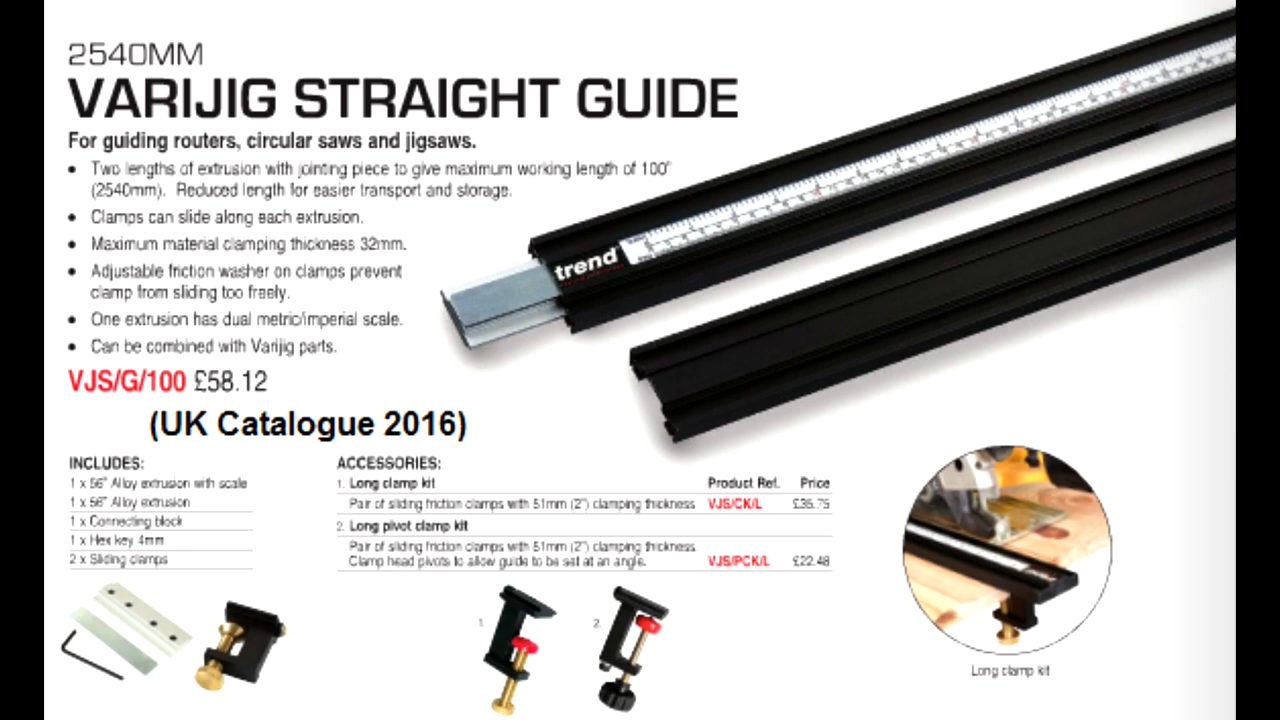 2540MM
VARIJIG STRAIGHT GUIDE
For guiding routers, circular saws and jigsaws.
• Two lengths of extrusion with jointing piece to give maximum working length of 100"
(2540mm). Reduced length for easier transport and storage.
• Clamps can slide along each extrusion.
• Maximum material clamping thickness 32mm.
• Adjustable friction washer on clamps prevent
clamp from sliding too freely.
• One extrusion has dual metric/imperial scale.
• Can be combined with Varijig parts.
VJS/G/100 £58.12
(UK Catalogue 2016)
trend
INCLUDES:
1 x 56" Alloy extrusion with scale
1 x 56" Alloy extrusion
1 x Connecting block
1 x Hex key 4mm
2 x Sliding clamps
ACCESSORIES:
1. Long clamp kit Product Ref. Price
Pair of sliding friction clamps with 51mm (2") clamping thickness VJS/CK/L £35.75
2. Long pivot clamp kit
Pair of sliding friction clamps with 51mm (2") clamping thickness.
Clamp head pivots to allow guide to be set at an angle. VJS/PCK/L £22.48
1.
2.
Long clamp kit